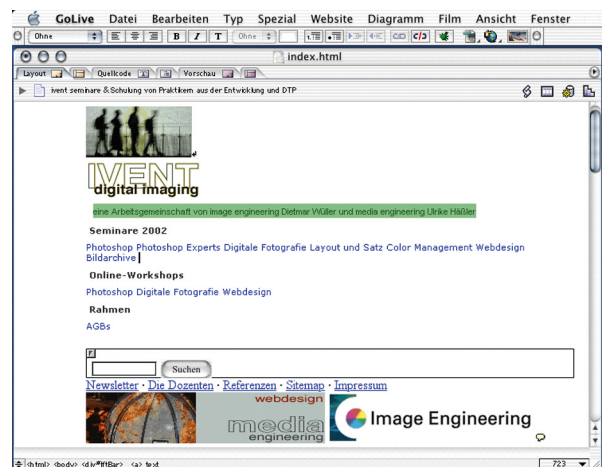 GoLive Datei Bearbeiten Typ Spezial Website Diagramm Film Ansicht Fenster
Ohne B I T Ohne
index.html
Layout Quellcode Vorschau
ivent seminare & Schulung von Praktikern aus der Entwicklung und DTP
IVENT
digital imaging
eine Arbeitsgemeinschaft von image engineering Dietmar Wüller und media engineering Ulrike Häßler
Seminare 2002
Photoshop Photoshop Experts Digitale Fotografie Layout und Satz Color Management Webdesign
Bildarchive
Online-Workshops
Photoshop Digitale Fotografie Webdesign
Rahmen
AGBs
F
Suchen
Newsletter · Die Dozenten · Referenzen · Sitemap · Impressum
webdesign
media
engineering
Image Engineering
<html> <body> <div#lftBar> <a> text 723